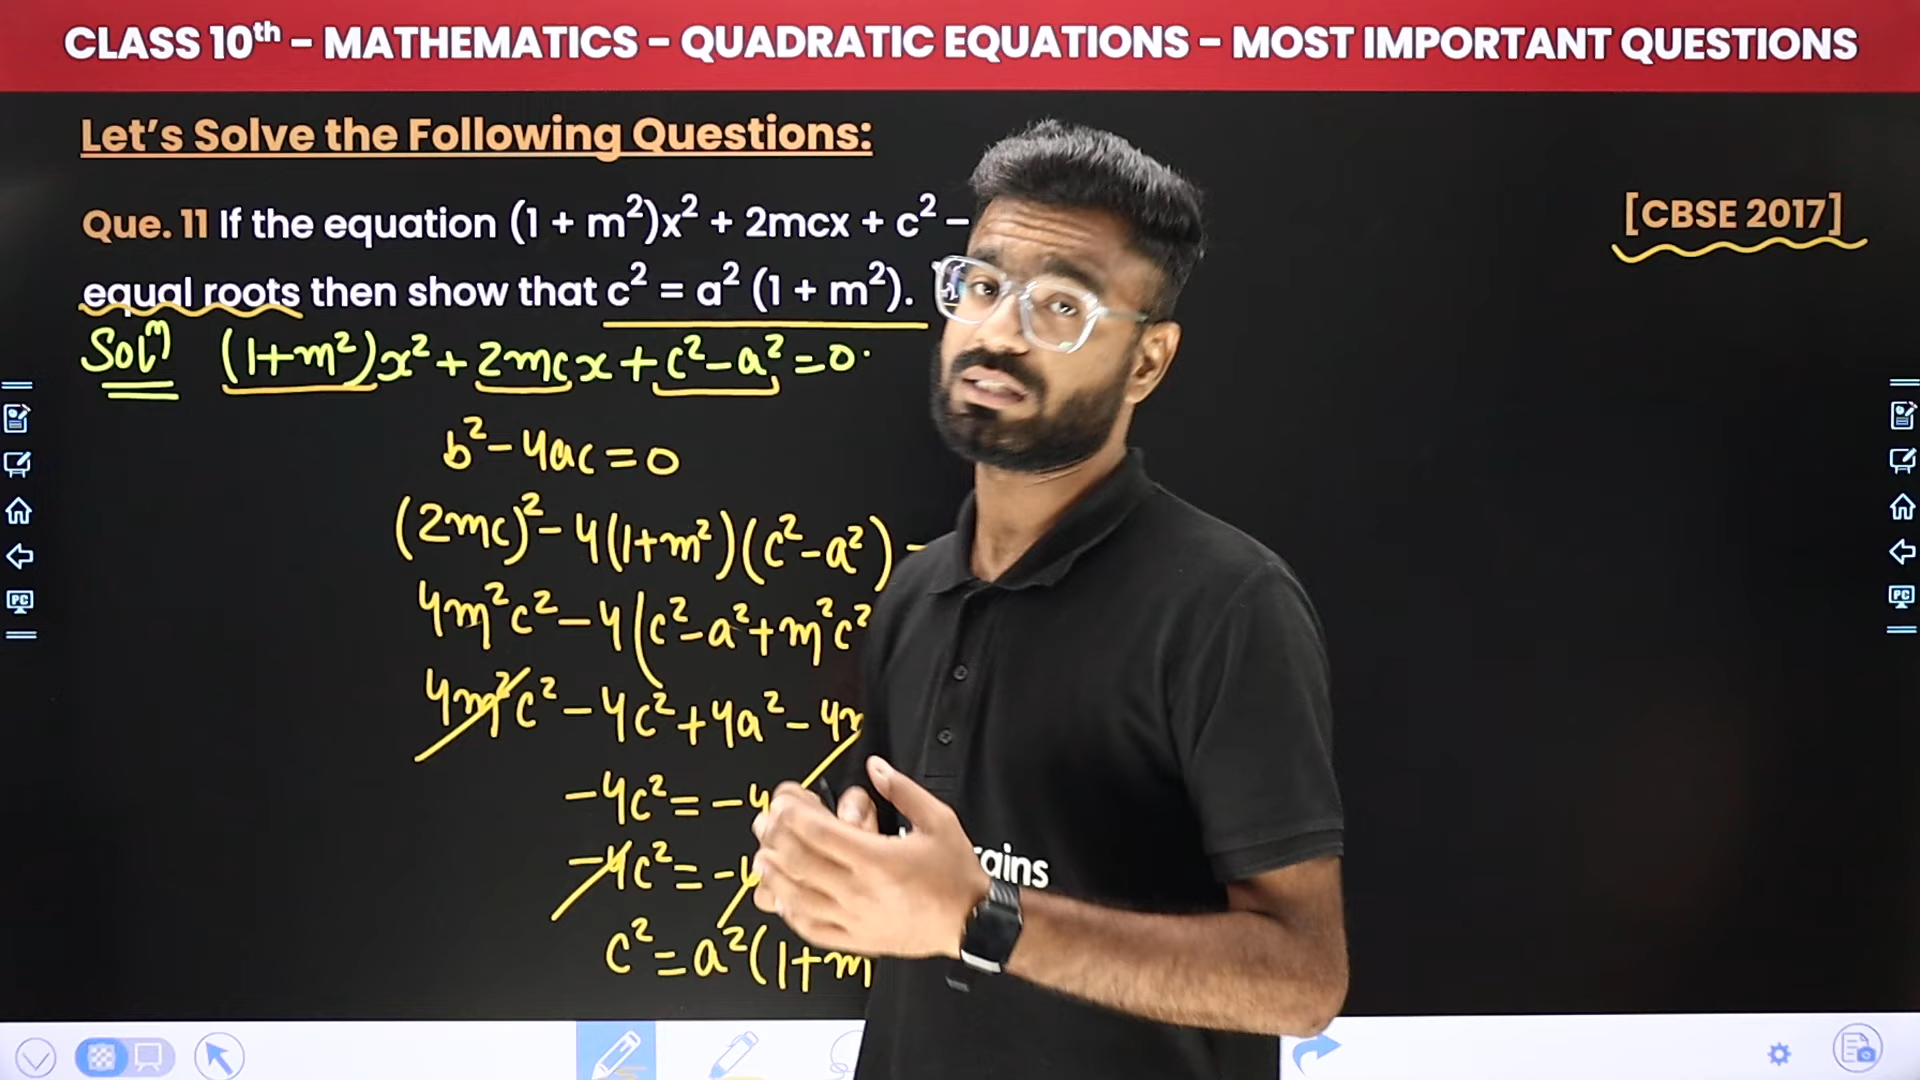 CLASS 10th – MATHEMATICS – QUADRATIC EQUATIONS – MOST IMPORTANT QUESTIONS
Let's Solve the Following Questions:
[CBSE 2017]
Que. 11 If the equation (1 + m²)x² + 2mcx + c² –
equal roots then show that c² = a² (1 + m²).
Solⁿ (1+m²)x² + 2mcx + c²-a² = 0.
b² - 4ac = 0
(2mc)² - 4(1+m²)(c²-a²)
4m²c² - 4(c²-a²+m²c²
4m²c² - 4c² + 4a² - 4m
-4c² = -4
-4c² = -4
c² = a²(1+m
PC
PC